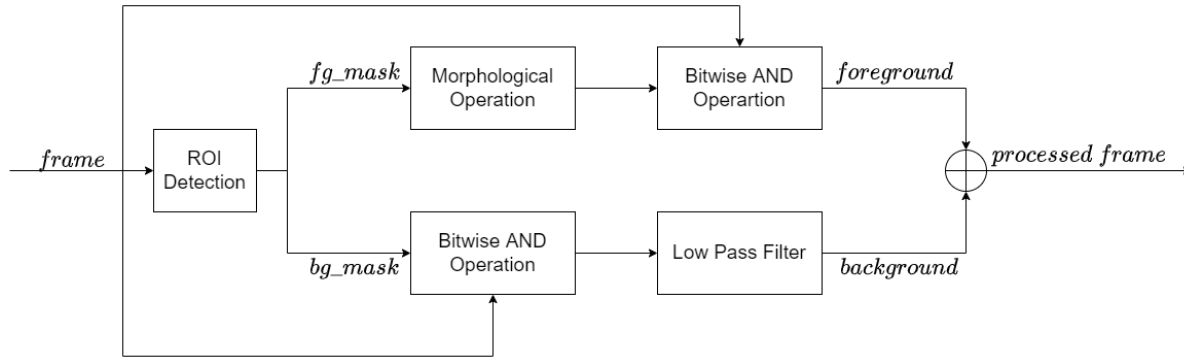 fg_mask
Morphological
Operation
Bitwise AND
Operartion
foreground
frame
ROI
Detection
processed frame
bg_mask
Bitwise AND
Operation
Low Pass Filter
background